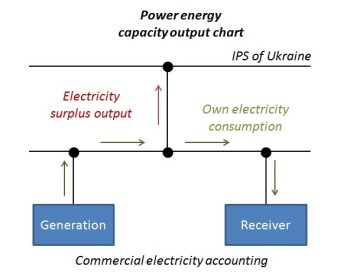 Power energy
capacity output chart
IPS of Ukraine
Electricity
surplus output
Own electricity
consumption
Generation
Receiver
Commercial electricity accounting